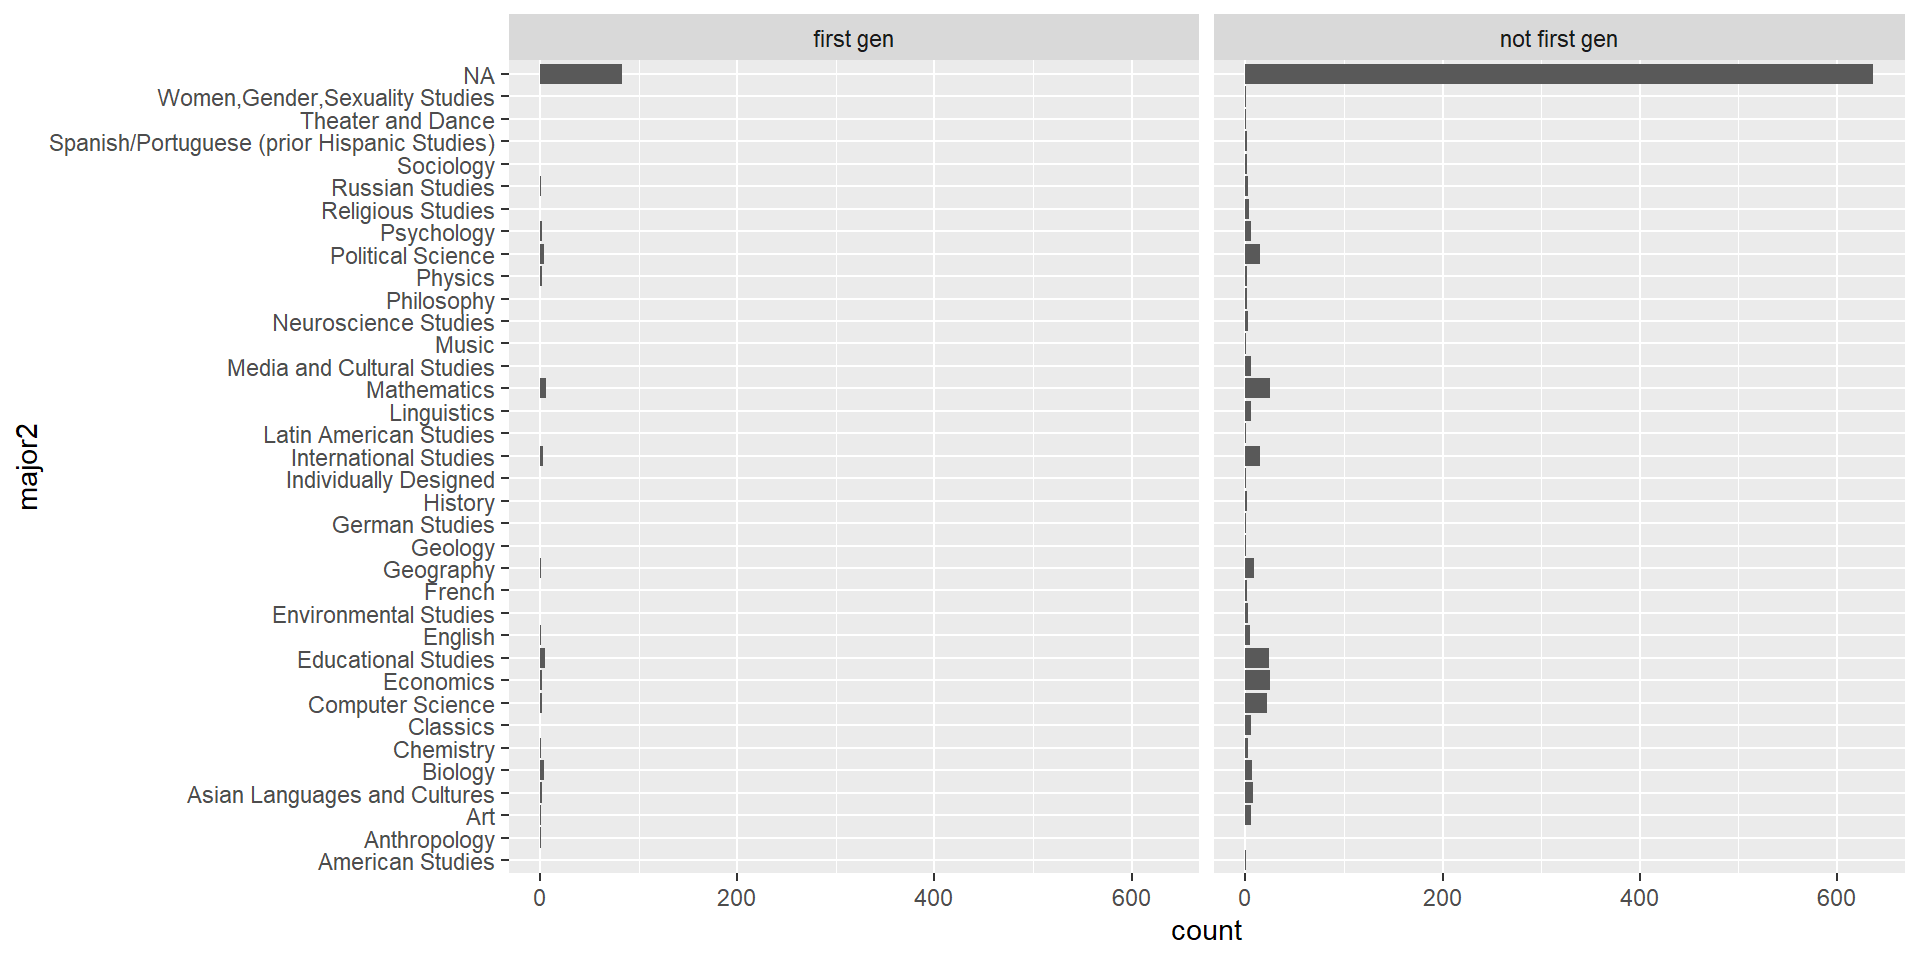 first gen
not first gen
NA
Women,Gender,Sexuality Studies
Theater and Dance
Spanish/Portuguese (prior Hispanic Studies)
Sociology
Russian Studies
Religious Studies
Psychology
Political Science
Physics
Philosophy
Neuroscience Studies
Music
Media and Cultural Studies
Mathematics
Linguistics
Latin American Studies
International Studies
Individually Designed
History
German Studies
Geology
Geography
French
Environmental Studies
English
Educational Studies
Economics
Computer Science
Classics
Chemistry
Biology
Asian Languages and Cultures
Art
Anthropology
American Studies
major2
0 200 400 600
0 200 400 600
count